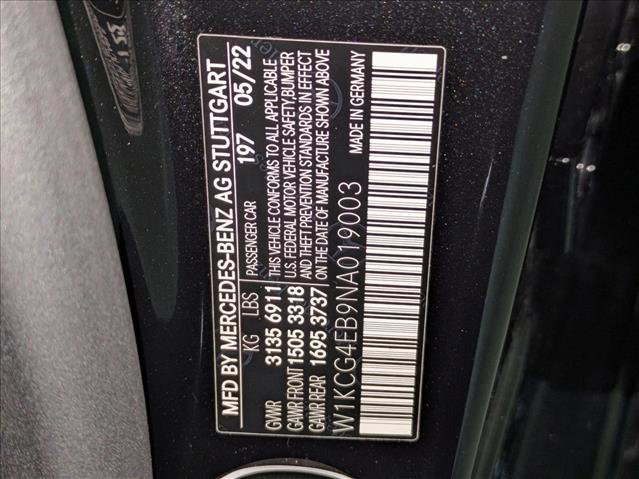 MFD BY MERCEDES-BENZ AG STUTTGART
KG LBS PASSENGER CAR 197 05/22
GVWR 3135 6911 THIS VEHICLE CONFORMS TO ALL APPLICABLE
GAWR FRONT 1505 3318 U.S. FEDERAL MOTOR VEHICLE SAFETY, BUMPER
GAWR REAR 1695 3737 AND THEFT PREVENTION STANDARDS IN EFFECT
ON THE DATE OF MANUFACTURE SHOWN ABOVE
W1KCG4EB9NA019003 MADE IN GERMANY